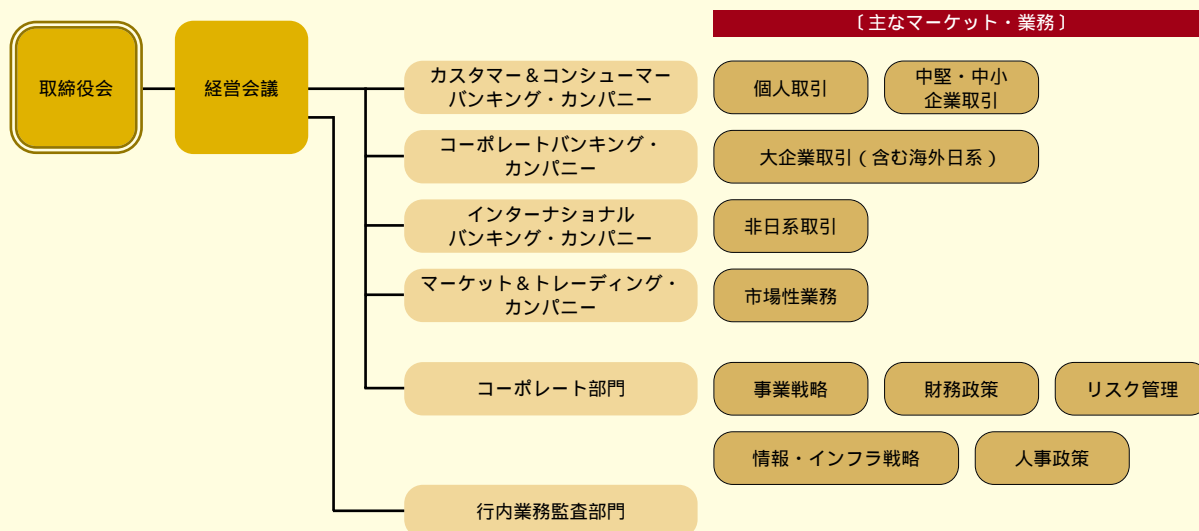 〔主なマーケット・業務〕
取締役会
経営会議
カスタマー＆コンシューマー
バンキング・カンパニー
個人取引
中堅・中小
企業取引
コーポレートバンキング・
カンパニー
大企業取引（含む海外日系）
インターナショナル
バンキング・カンパニー
非日系取引
マーケット＆トレーディング・
カンパニー
市場性業務
コーポレート部門
事業戦略
財務政策
リスク管理
情報・インフラ戦略
人事政策
行内業務監査部門